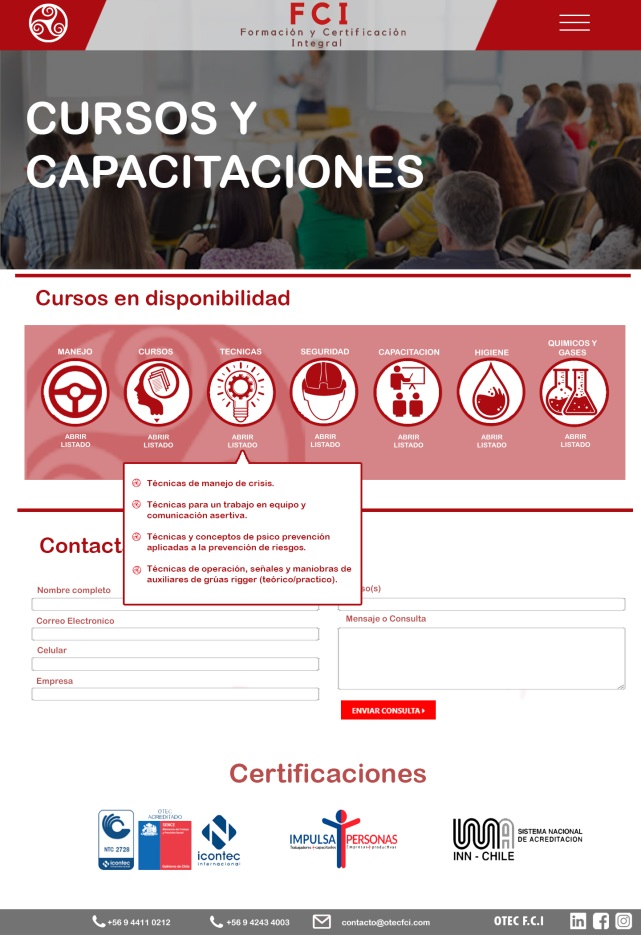 FCI
Formación y Certificación
Integral
CURSOS Y
CAPACITACIONES
Cursos en disponibilidad
MANEJO
CURSOS
TECNICAS
SEGURIDAD
CAPACITACION
HIGIENE
QUIMICOS Y
GASES
ABRIR
LISTADO
ABRIR
LISTADO
ABRIR
LISTADO
ABRIR
LISTADO
ABRIR
LISTADO
ABRIR
LISTADO
ABRIR
LISTADO
Técnicas de manejo de crisis.
Técnicas para un trabajo en equipo y
comunicación asertiva.
Técnicas y conceptos de psico prevención
aplicadas a la prevención de riesgos.
Técnicas de operación, señales y maniobras de
auxiliares de grúas rigger (teórico/practico).
Contact
Nombre completo
so(s)
Correo Electronico
Mensaje o Consulta
Celular
Empresa
ENVIAR CONSULTA
Certificaciones
NTC 2728
icontec
OTEC
ACREDITADO
SENCE
Gobierno de Chile
icontec
internacional
IMPULSA PERSONAS
INN - CHILE
SISTEMA NACIONAL
DE ACREDITACIÓN
+56 9 4411 0212
+56 9 4243 4003
contacto@otecfci.com
OTEC F.C.I